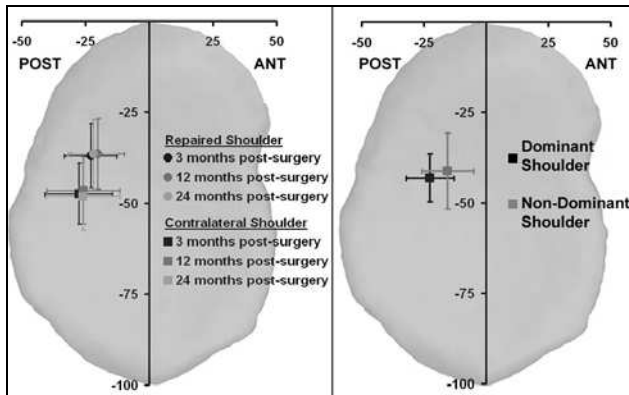 -50 -25 25 50
POST ANT
-25
Repaired Shoulder
3 months post-surgery
12 months post-surgery
24 months post-surgery
-50
Contralateral Shoulder
3 months post-surgery
12 months post-surgery
24 months post-surgery
-75
-100
-50 -25 25 50
POST ANT
-25
Dominant
Shoulder
-50
Non-Dominant
Shoulder
-75
-100